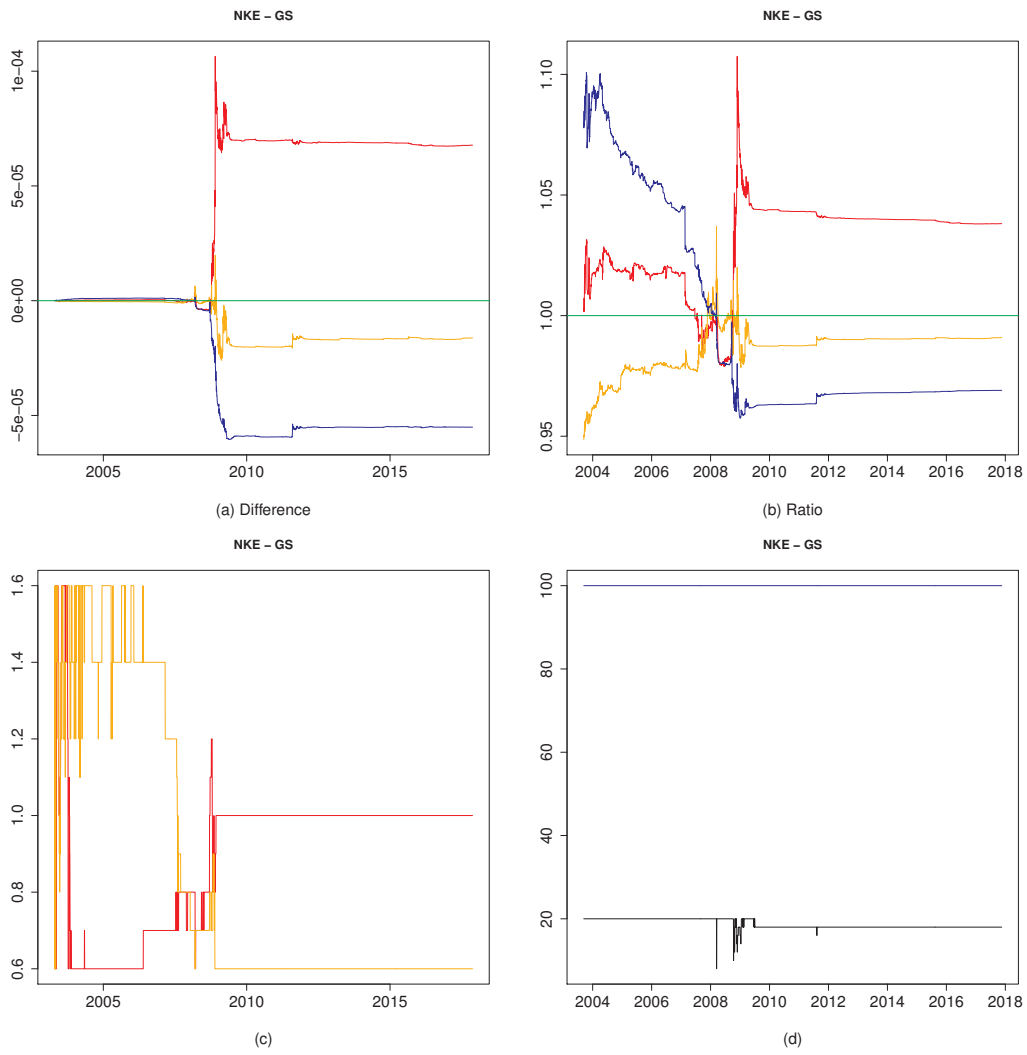 NKE – GS
1e−04
5e−05
0e+00
−5e−05
2005 2010 2015
(a) Difference
NKE – GS
1.10
1.05
1.00
0.95
2004 2006 2008 2010 2012 2014 2016 2018
(b) Ratio
NKE – GS
1.6
1.4
1.2
1.0
0.8
0.6
2005 2010 2015
(c)
NKE – GS
100
80
60
40
20
2004 2006 2008 2010 2012 2014 2016 2018
(d)